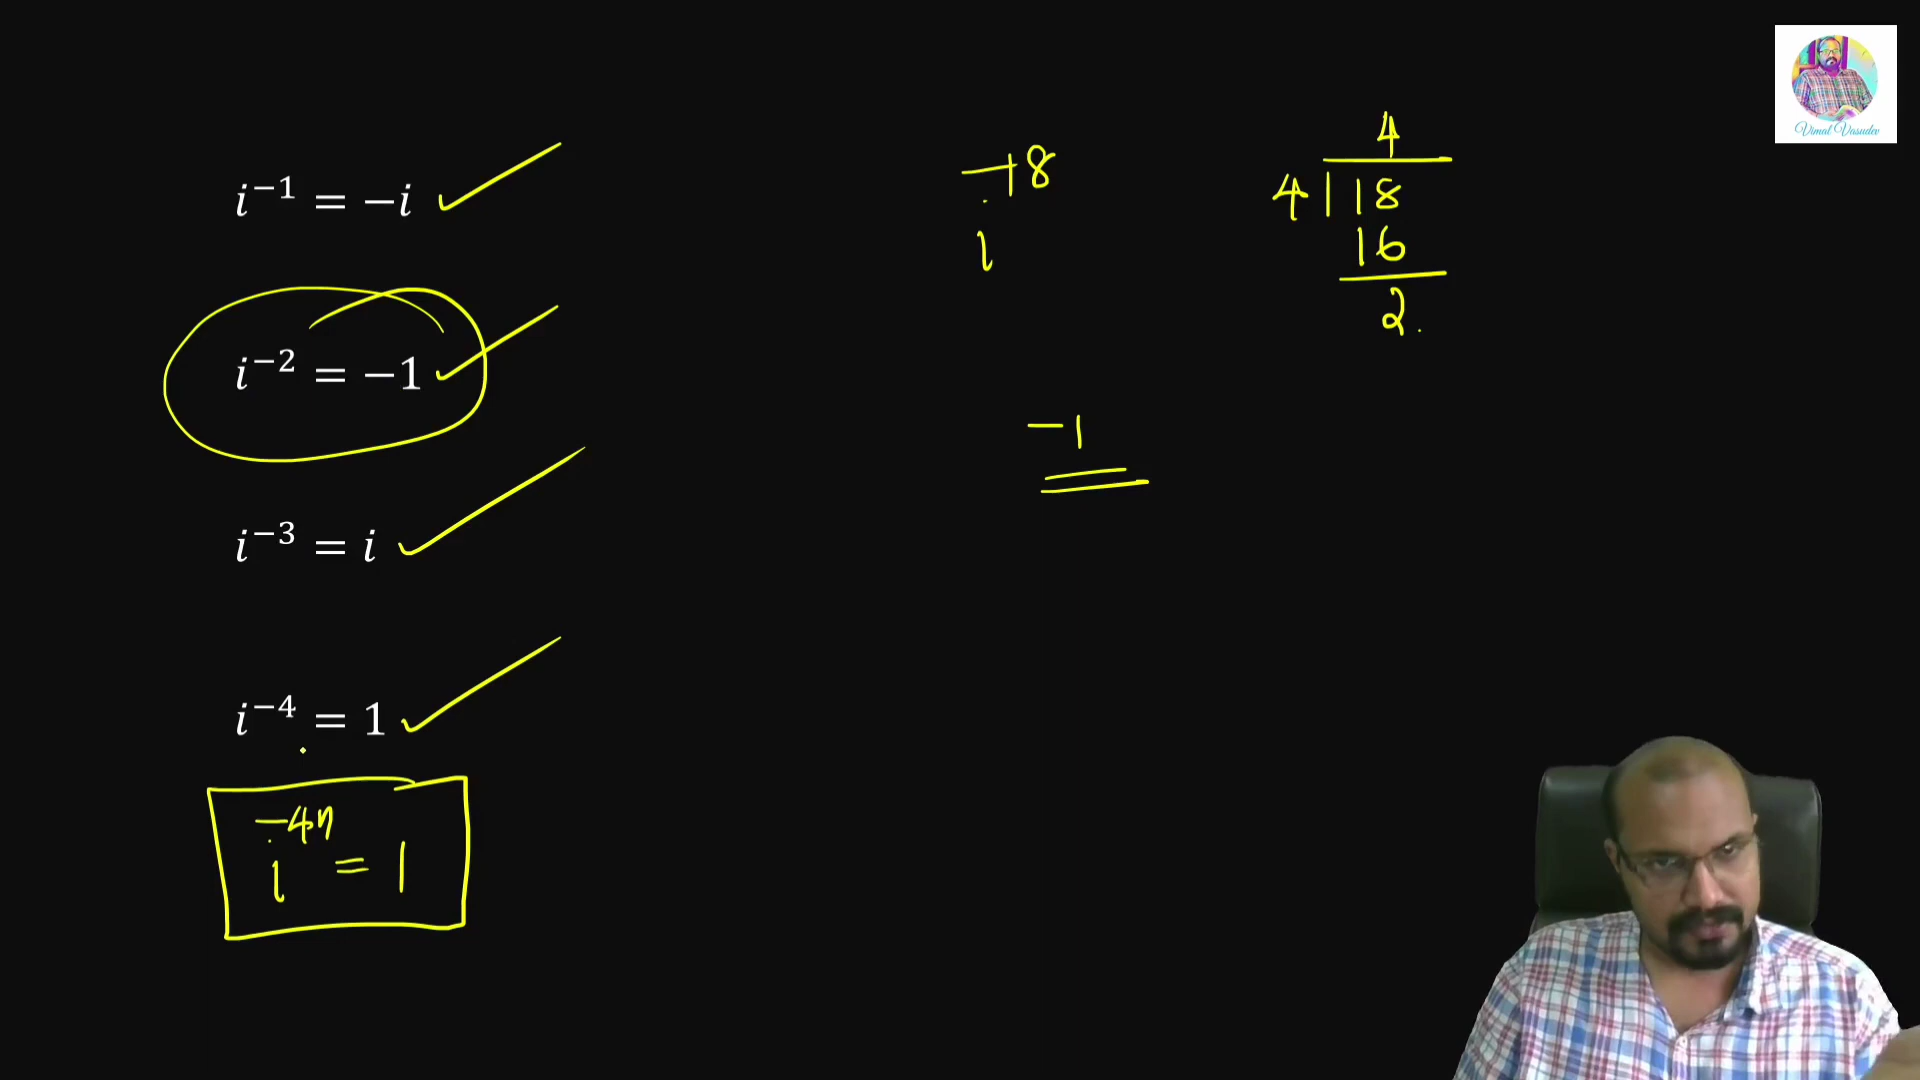 Vimal Vasudev
i⁻¹ = −i
i⁻² = −1
i⁻³ = i
i⁻⁴ = 1
i⁻⁴ⁿ = 1
i⁻¹⁸
4
4 | 18
16
2
−1